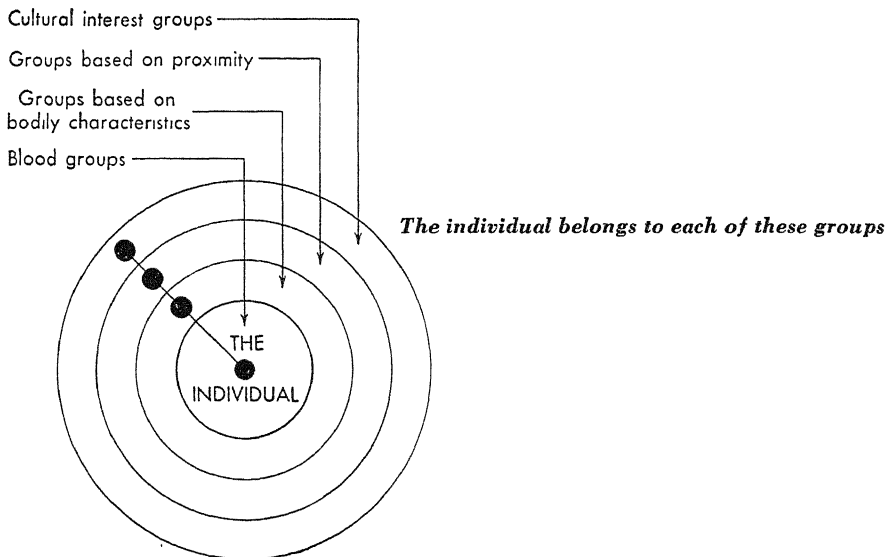 Cultural interest groups
Groups based on proximity
Groups based on
bodily characteristics
Blood groups
The individual belongs to each of these groups
THE
INDIVIDUAL